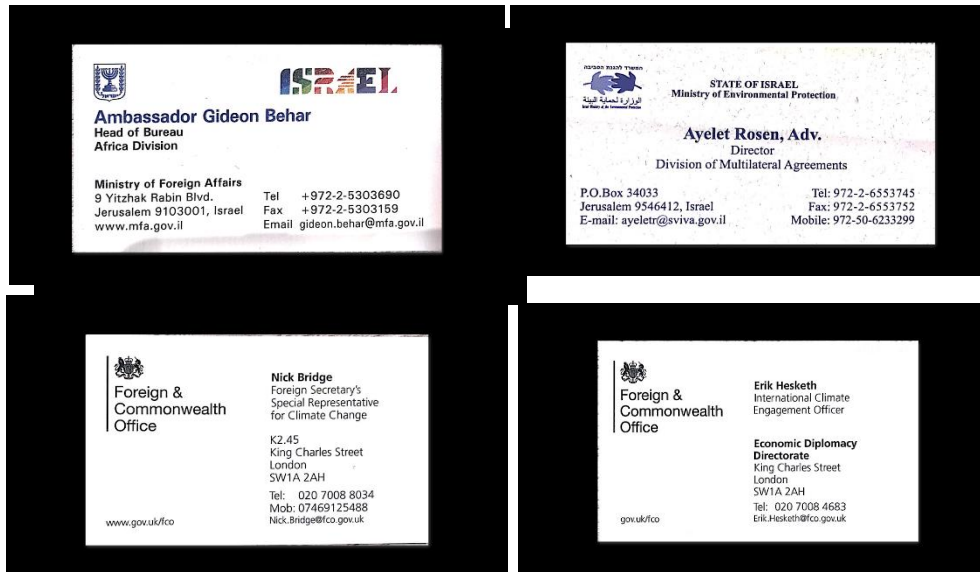 ISRAEL
Ambassador Gideon Behar
Head of Bureau
Africa Division
Ministry of Foreign Affairs
9 Yitzhak Rabin Blvd.
Jerusalem 9103001, Israel
www.mfa.gov.il
Tel +972-2-5303690
Fax +972-2-5303159
Email gideon.behar@mfa.gov.il
המשרד להגנת הסביבה
الوزارة لحماية البيئة
STATE OF ISRAEL
Ministry of Environmental Protection
Ayelet Rosen, Adv.
Director
Division of Multilateral Agreements
P.O.Box 34033
Jerusalem 9546412, Israel
E-mail: ayeletr@sviva.gov.il
Tel: 972-2-6553745
Fax: 972-2-6553752
Mobile: 972-50-6233299
Foreign &
Commonwealth
Office
www.gov.uk/fco
Nick Bridge
Foreign Secretary's
Special Representative
for Climate Change
K2.45
King Charles Street
London
SW1A 2AH
Tel: 020 7008 8034
Mob: 07469125488
Nick.Bridge@fco.gov.uk
Foreign &
Commonwealth
Office
gov.uk/fco
Erik Hesketh
International Climate
Engagement Officer
Economic Diplomacy
Directorate
King Charles Street
London
SW1A 2AH
Tel: 020 7008 4683
Erik.Hesketh@fco.gov.uk